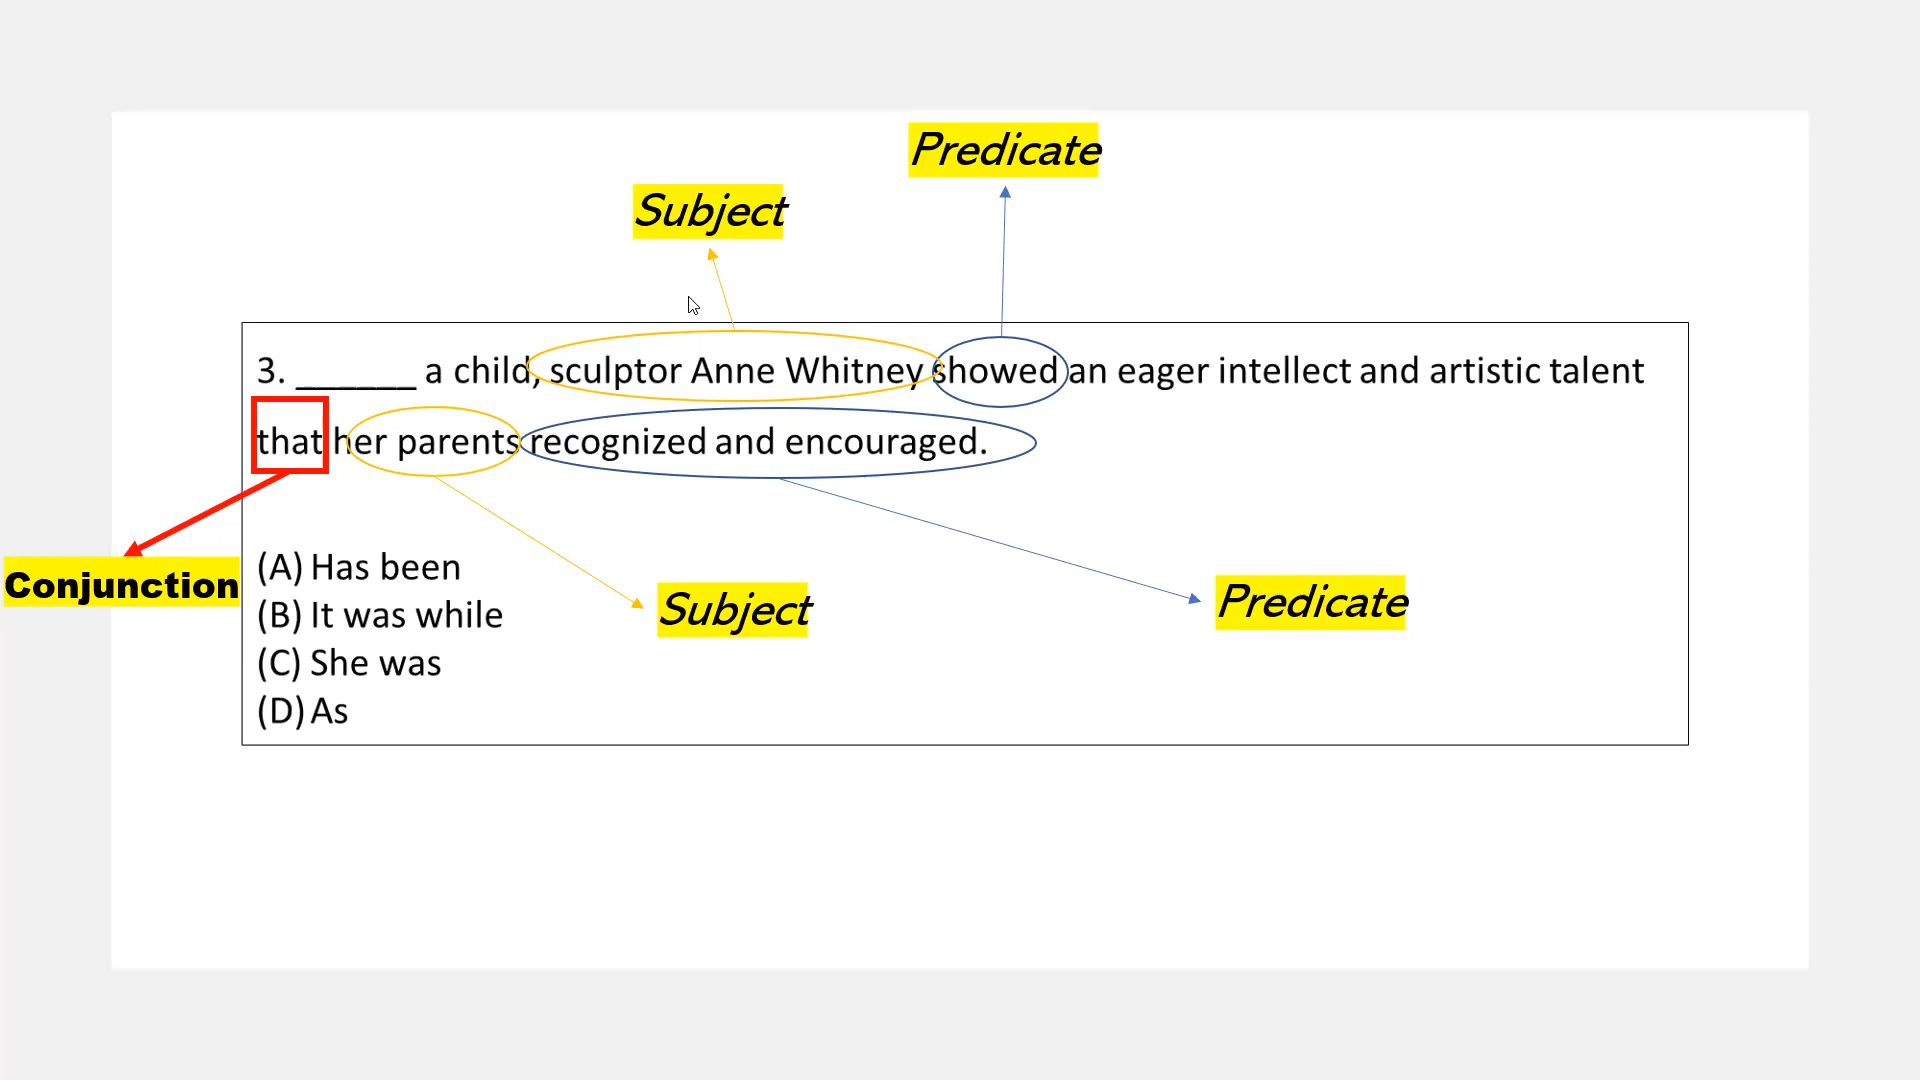 Predicate
Subject
3. ______ a child, sculptor Anne Whitney showed an eager intellect and artistic talent
that her parents recognized and encouraged.
Conjunction
(A) Has been
(B) It was while
(C) She was
(D) As
Subject
Predicate